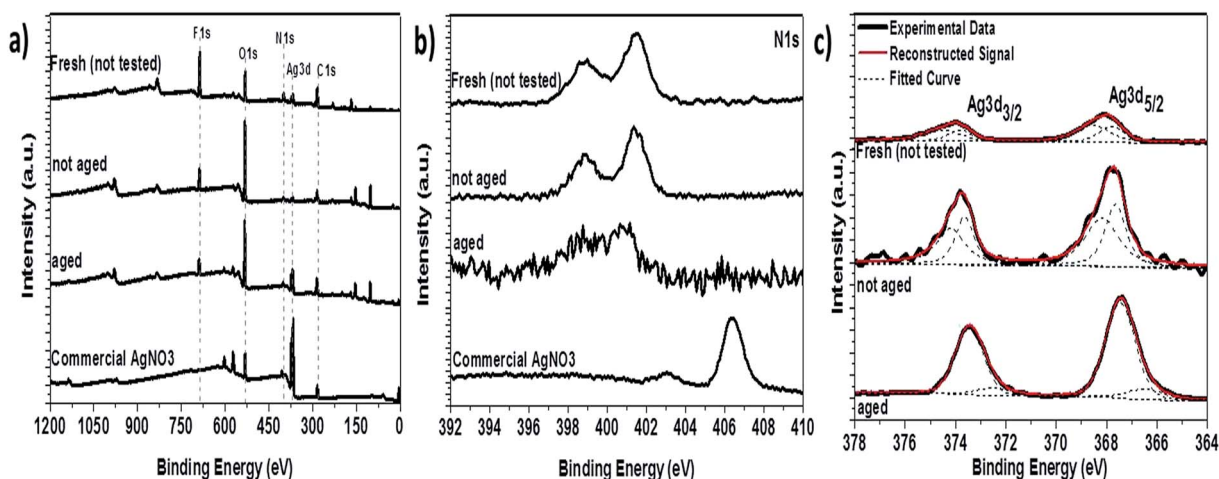 a)
F1s
O1s
N1s
Ag3d
C1s
Fresh (not tested)
not aged
aged
Commercial AgNO3
Intensity (a.u.)
1200 1050 900 750 600 450 300 150 0
Binding Energy (eV)
b)
N1s
Fresh (not tested)
not aged
aged
Commercial AgNO3
Intensity (a.u.)
392 394 396 398 400 402 404 406 408 410
Binding Energy (eV)
c)
Experimental Data
Reconstructed Signal
Fitted Curve
Ag3d3/2
Ag3d5/2
Fresh (not tested)
not aged
aged
Intensity (a.u.)
378 376 374 372 370 368 366 364
Binding Energy (eV)